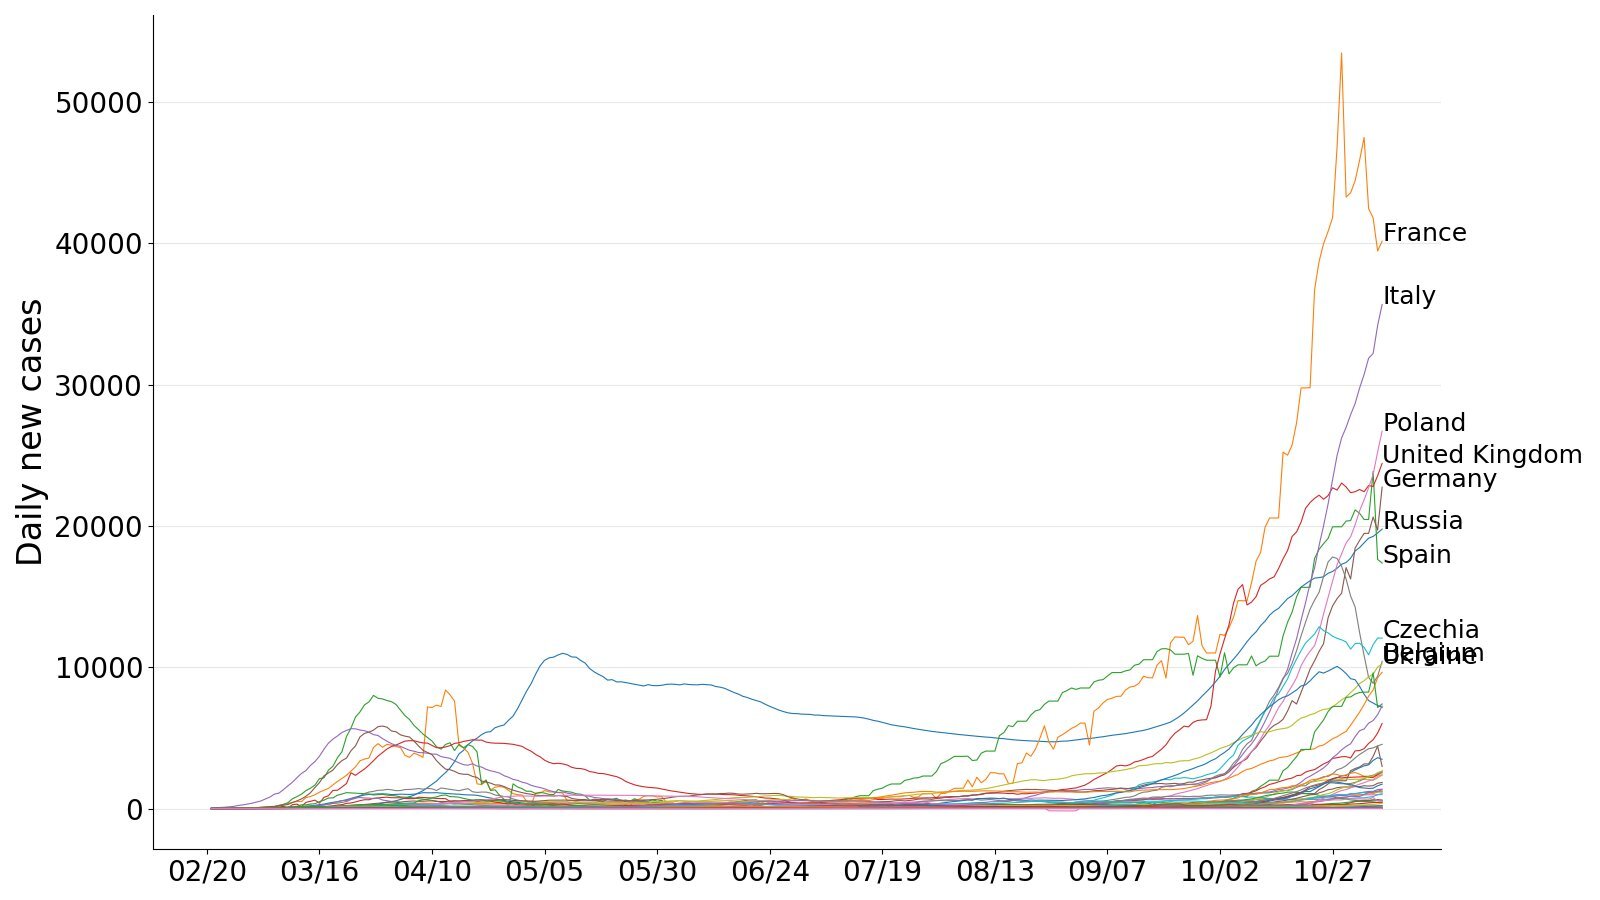 Daily new cases
50000
40000
30000
20000
10000
0
02/20 03/16 04/10 05/05 05/30 06/24 07/19 08/13 09/07 10/02 10/27
France
Italy
Poland
United Kingdom
Germany
Russia
Spain
Czechia
Belgium
Ukraine